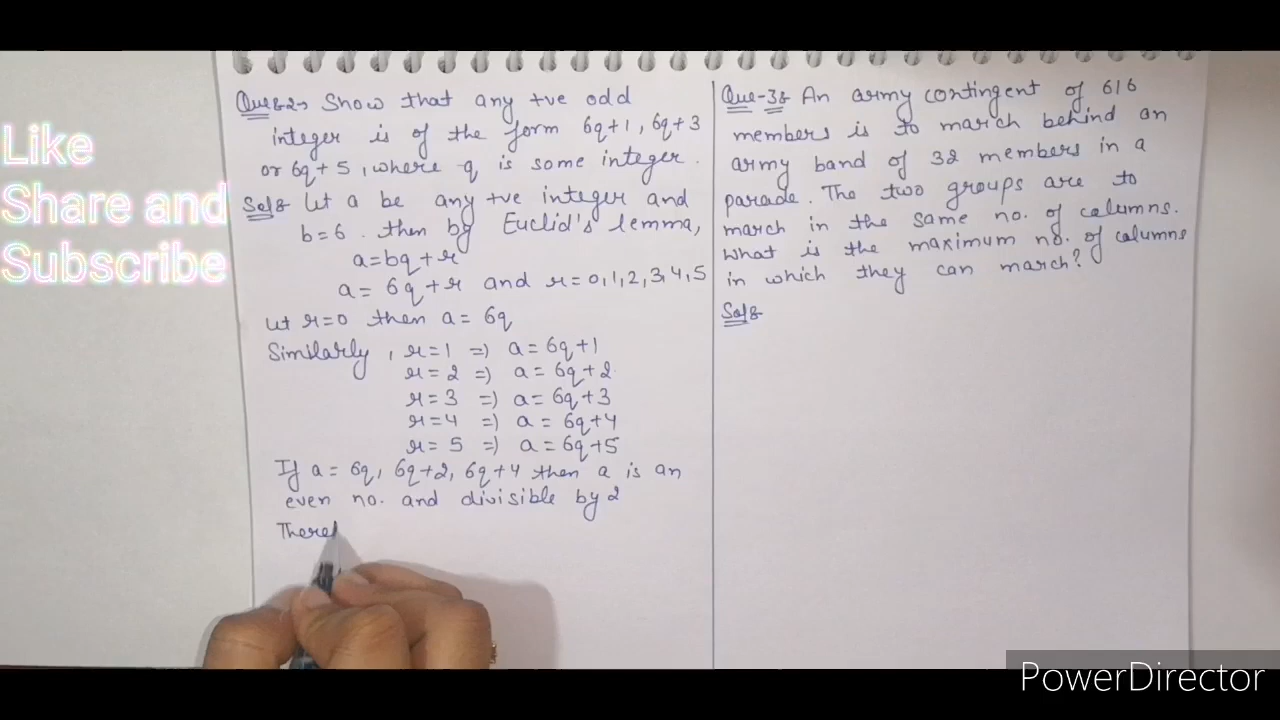 Like
Share and
Subscribe
Que 2→ Show that any +ve odd
integer is of the form 6q+1, 6q+3
or 6q+5, where q is some integer.
Sol: Let a be any +ve integer and
b=6. then by Euclid's lemma,
a=bq+r
a= 6q+r and r=0,1,2,3,4,5
Let r=0 then a= 6q
Similarly, r=1 =) a=6q+1
r=2 =) a=6q+2
r=3 =) a=6q+3
r=4 =) a=6q+4
r=5 =) a=6q+5
If a= 6q, 6q+2, 6q+4 then a is an
even no. and divisible by 2
Theref
Que-3: An army contingent of 616
members is to march behind an
army band of 32 members in a
parade. The two groups are to
march in the same no. of columns.
What is the maximum no. of columns
in which they can march?
Sol:
PowerDirector